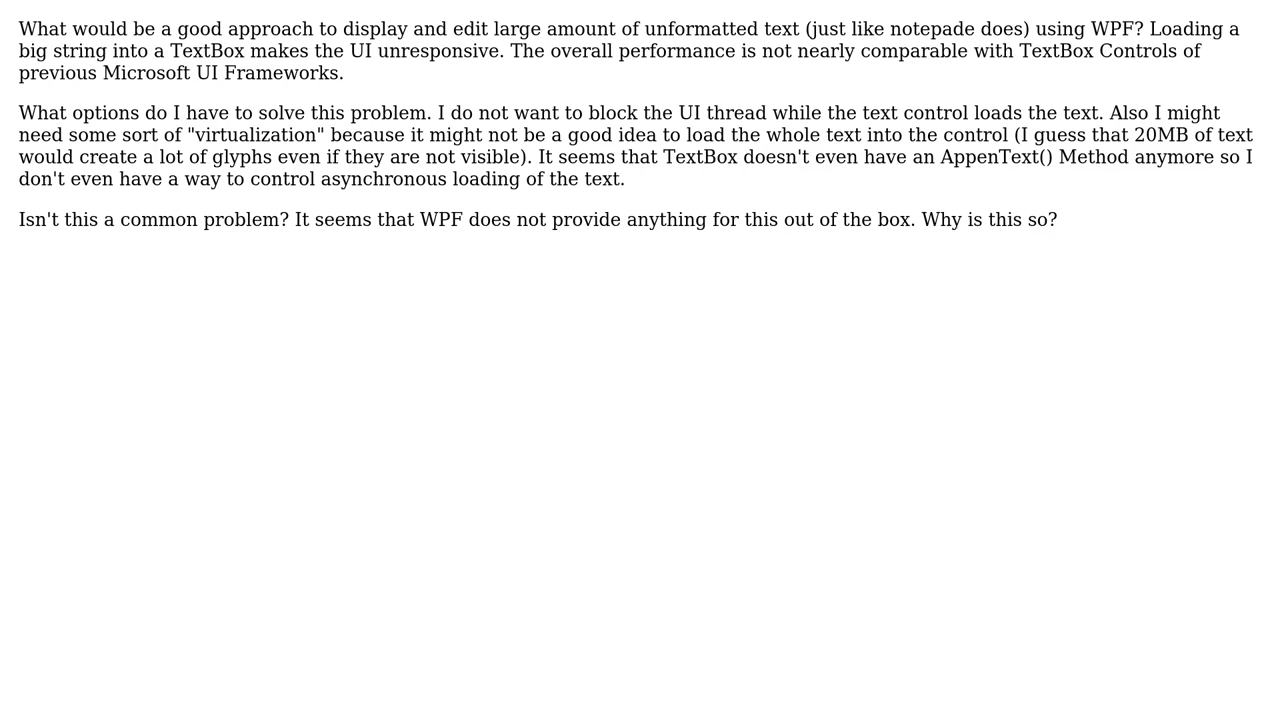 What would be a good approach to display and edit large amount of unformatted text (just like notepade does) using WPF? Loading a
big string into a TextBox makes the UI unresponsive. The overall performance is not nearly comparable with TextBox Controls of
previous Microsoft UI Frameworks.
What options do I have to solve this problem. I do not want to block the UI thread while the text control loads the text. Also I might
need some sort of "virtualization" because it might not be a good idea to load the whole text into the control (I guess that 20MB of text
would create a lot of glyphs even if they are not visible). It seems that TextBox doesn't even have an AppenText() Method anymore so I
don't even have a way to control asynchronous loading of the text.
Isn't this a common problem? It seems that WPF does not provide anything for this out of the box. Why is this so?